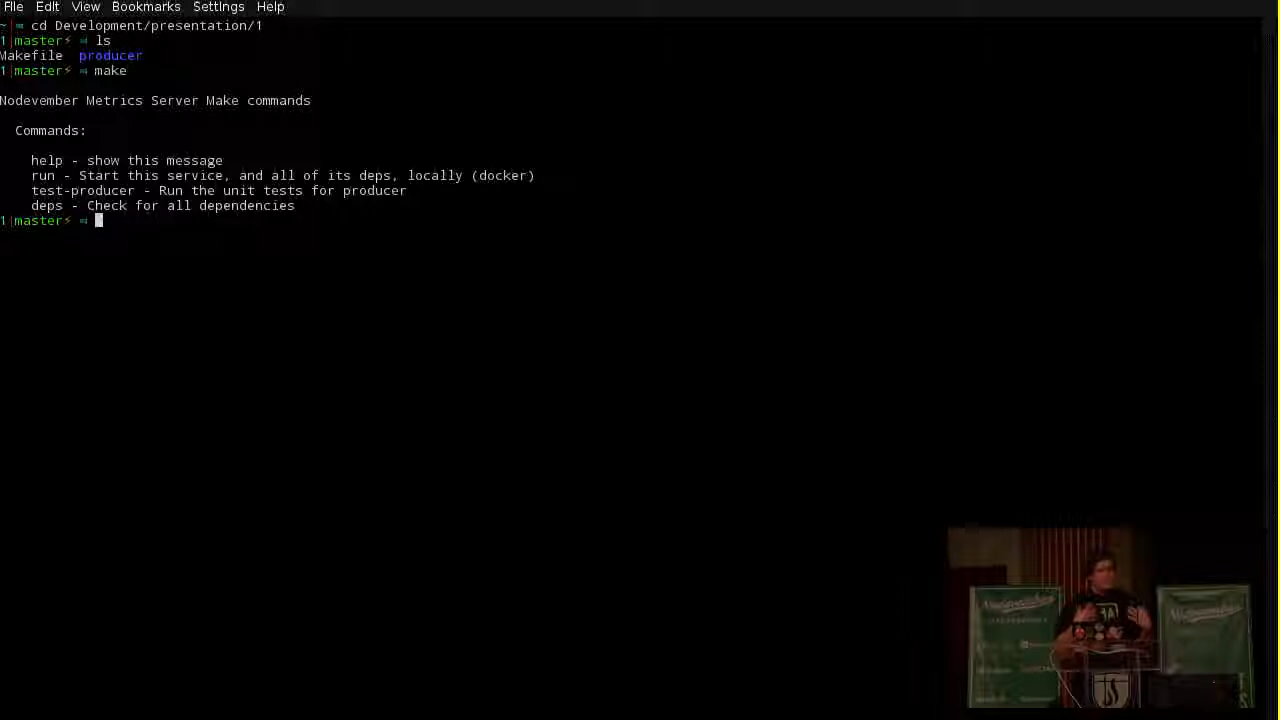 File Edit View Bookmarks Settings Help
~|⇒ cd Development/presentation/1
1|master⚡ ⇒ ls
Makefile producer
1|master⚡ ⇒ make
Nodevember Metrics Server Make commands
Commands:
help - show this message
run - Start this service, and all of its deps, locally (docker)
test-producer - Run the unit tests for producer
deps - Check for all dependencies
1|master⚡ ⇒